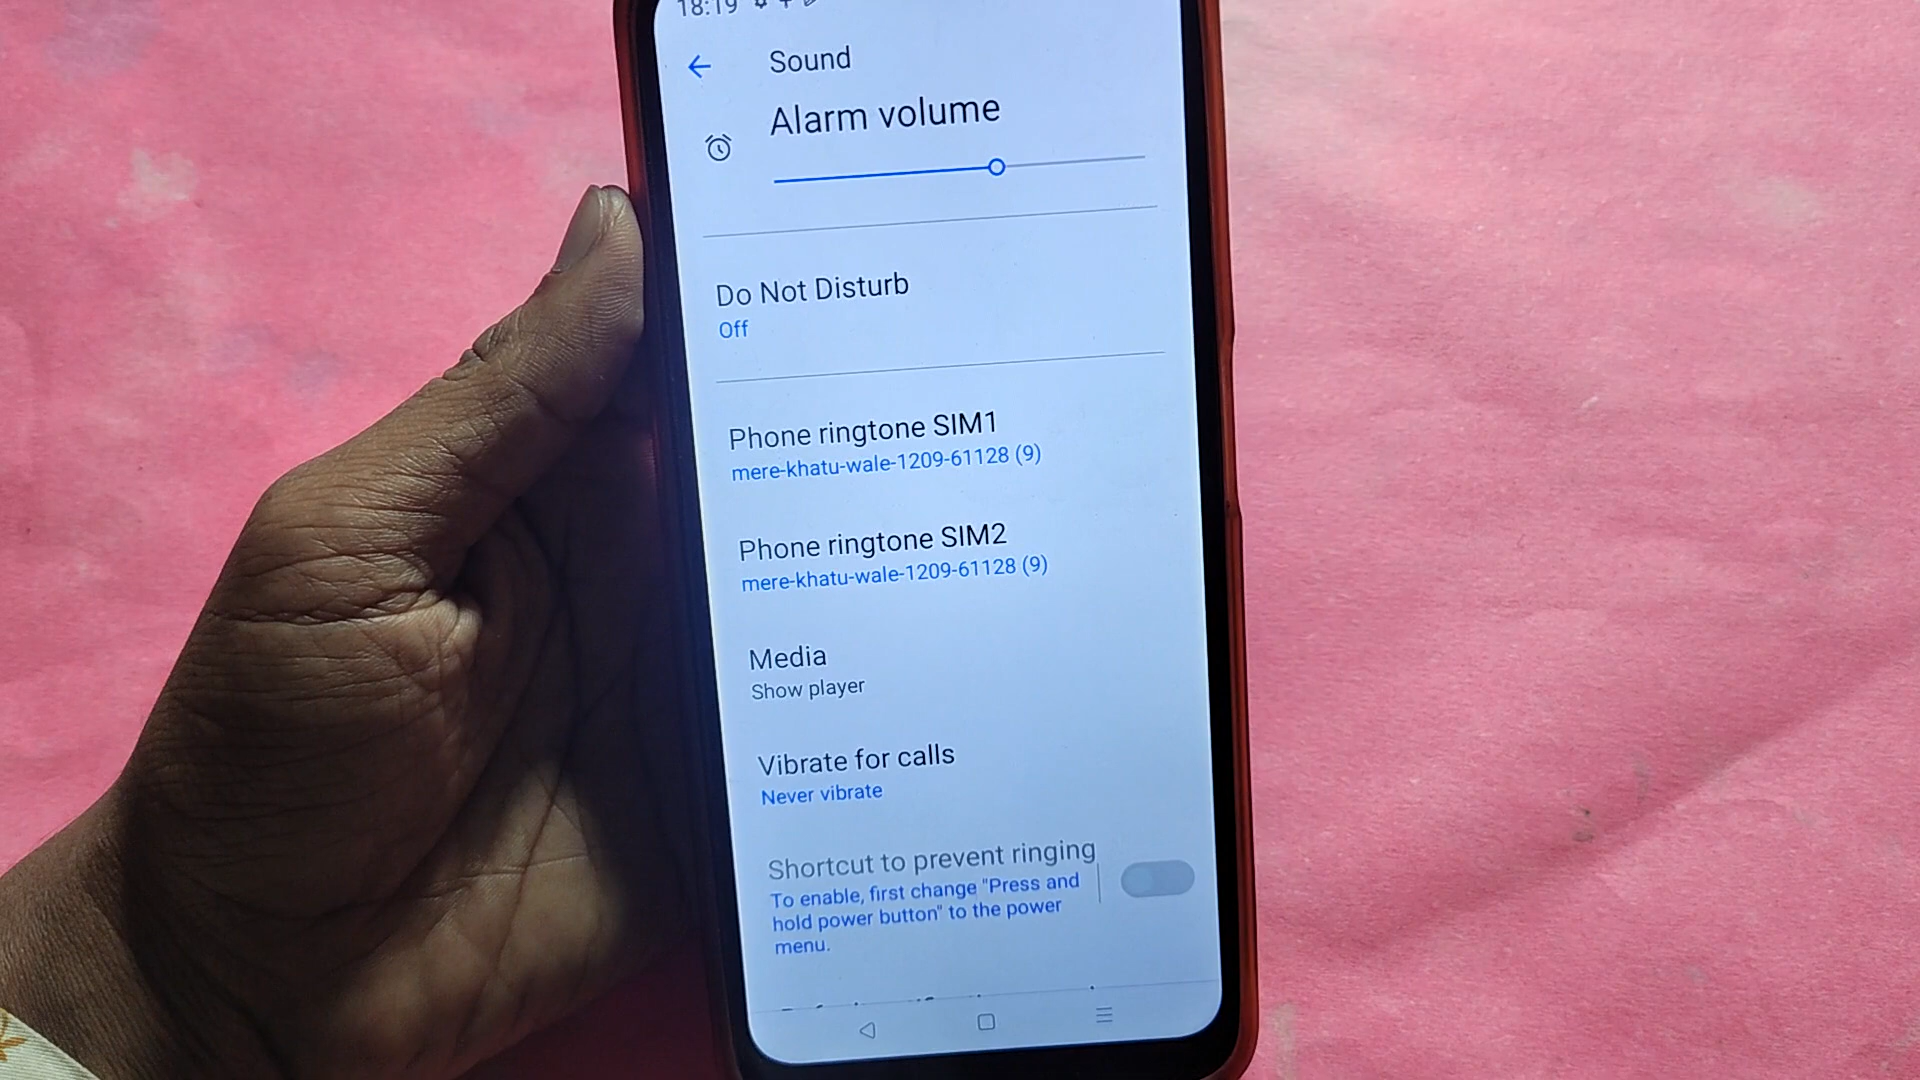 18:19
Sound
Alarm volume
Do Not Disturb
Off
Phone ringtone SIM1
mere-khatu-wale-1209-61128 (9)
Phone ringtone SIM2
mere-khatu-wale-1209-61128 (9)
Media
Show player
Vibrate for calls
Never vibrate
Shortcut to prevent ringing
To enable, first change "Press and
hold power button" to the power
menu.